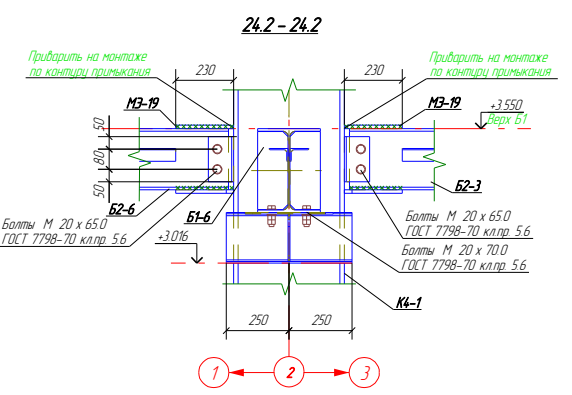 24.2 - 24.2
Приварить на монтаже
по контуру примыкания
Приварить на монтаже
по контуру примыкания
230
230
МЭ-19
МЭ-19
+3.550
Верх Б1
50
80
50
Б2-6
Б1-6
Б2-3
Болты М 20 х 65.0
ГОСТ 7798-70 кл.пр. 5.6
Болты М 20 х 65.0
ГОСТ 7798-70 кл.пр. 5.6
Болты М 20 х 70.0
ГОСТ 7798-70 кл.пр. 5.6
+3.016
К4-1
250
250
1
2
3